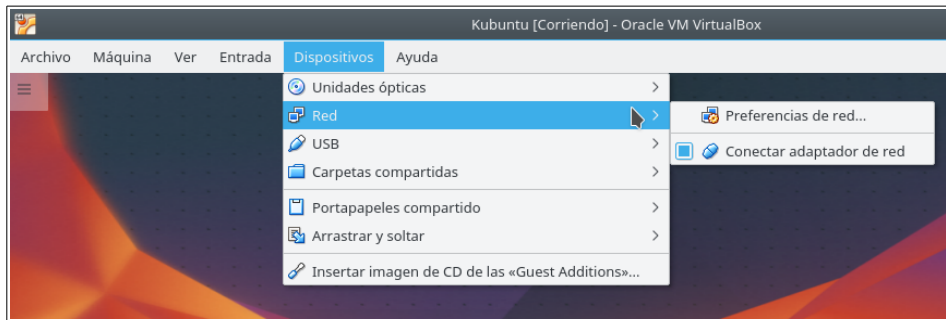 Kubuntu [Corriendo] - Oracle VM VirtualBox
Archivo Máquina Ver Entrada Dispositivos Ayuda
Unidades ópticas
Red
Preferencias de red...
USB
Conectar adaptador de red
Carpetas compartidas
Portapapeles compartido
Arrastrar y soltar
Insertar imagen de CD de las «Guest Additions»...